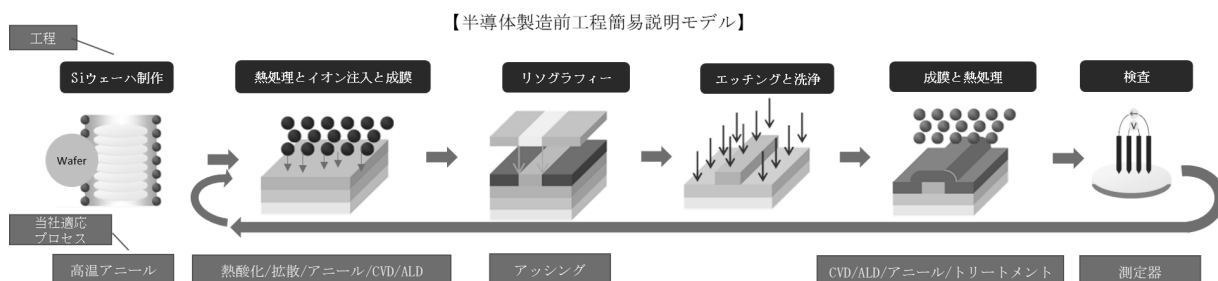 【半導体製造前工程簡易説明モデル】
工程
Siウェーハ制作
熱処理とイオン注入と成膜
リソグラフィー
エッチングと洗浄
成膜と熱処理
検査
Wafer
V
当社適応
プロセス
高温アニール
熱酸化/拡散/アニール/CVD/ALD
アッシング
CVD/ALD/アニール/トリートメント
測定器